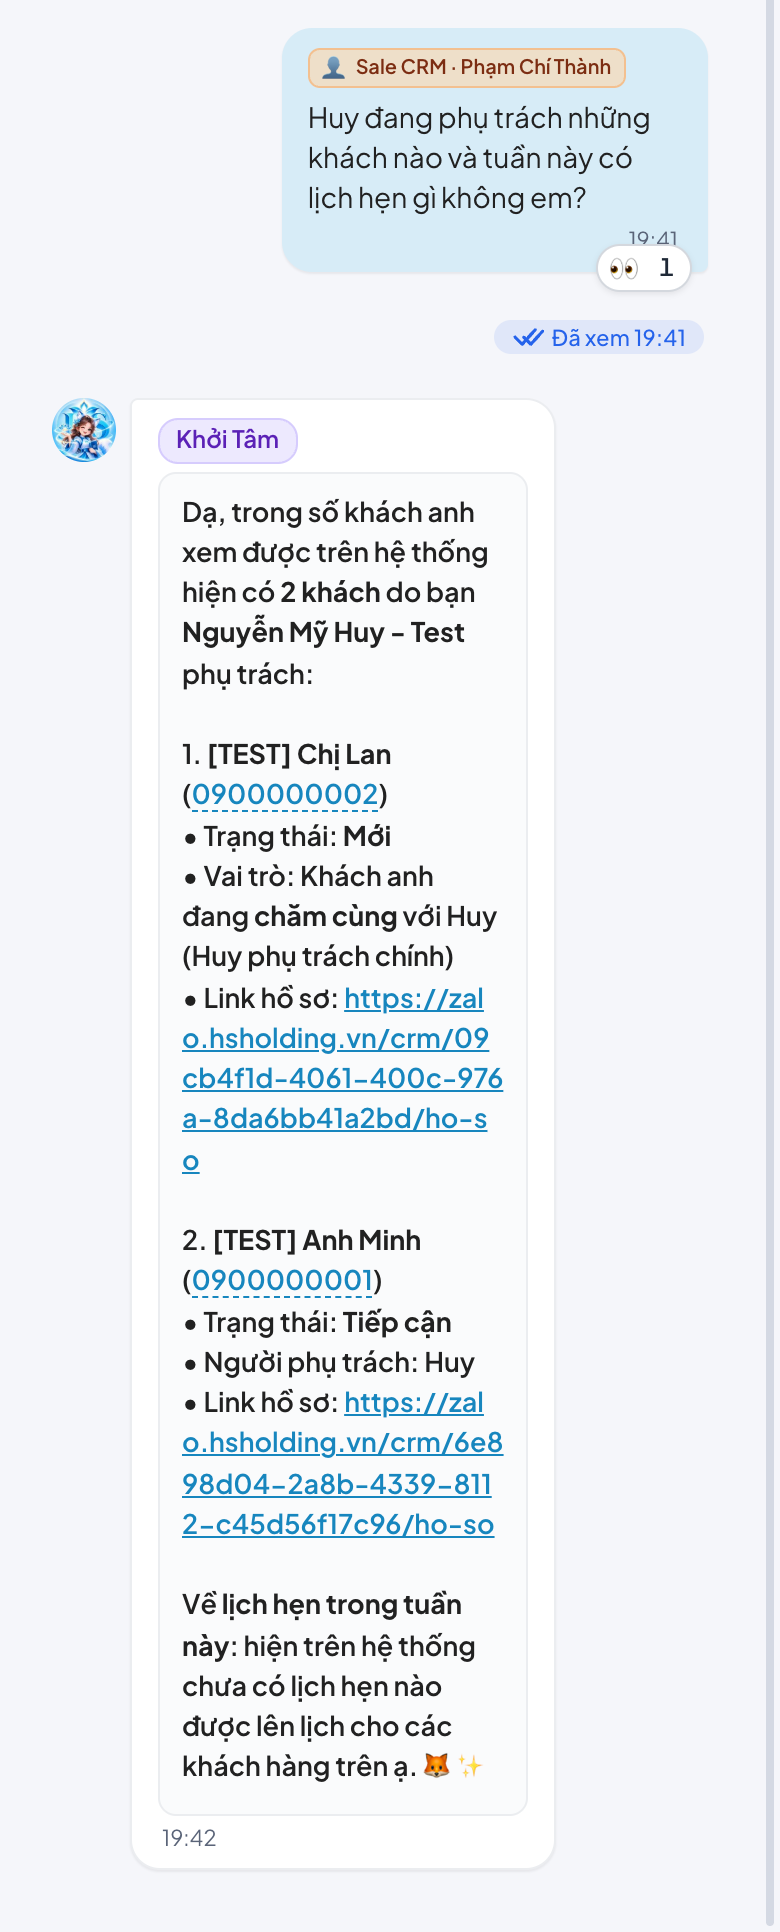 Sale CRM · Phạm Chí Thành
Huy đang phụ trách những
khách nào và tuần này có
lịch hẹn gì không em?
19:41
👀 1
Đã xem 19:41
Khởi Tâm
Dạ, trong số khách anh
xem được trên hệ thống
hiện có 2 khách do bạn
Nguyễn Mỹ Huy - Test
phụ trách:
1. [TEST] Chị Lan
(0900000002)
• Trạng thái: Mới
• Vai trò: Khách anh
đang chăm cùng với Huy
(Huy phụ trách chính)
• Link hồ sơ: https://zal
o.hsholding.vn/crm/09
cb4f1d-4061-400c-976
a-8da6bb41a2bd/ho-s
o
2. [TEST] Anh Minh
(0900000001)
• Trạng thái: Tiếp cận
• Người phụ trách: Huy
• Link hồ sơ: https://zal
o.hsholding.vn/crm/6e8
98d04-2a8b-4339-811
2-c45d56f17c96/ho-so
Về lịch hẹn trong tuần
này: hiện trên hệ thống
chưa có lịch hẹn nào
được lên lịch cho các
khách hàng trên ạ. 🦊 ✨
19:42